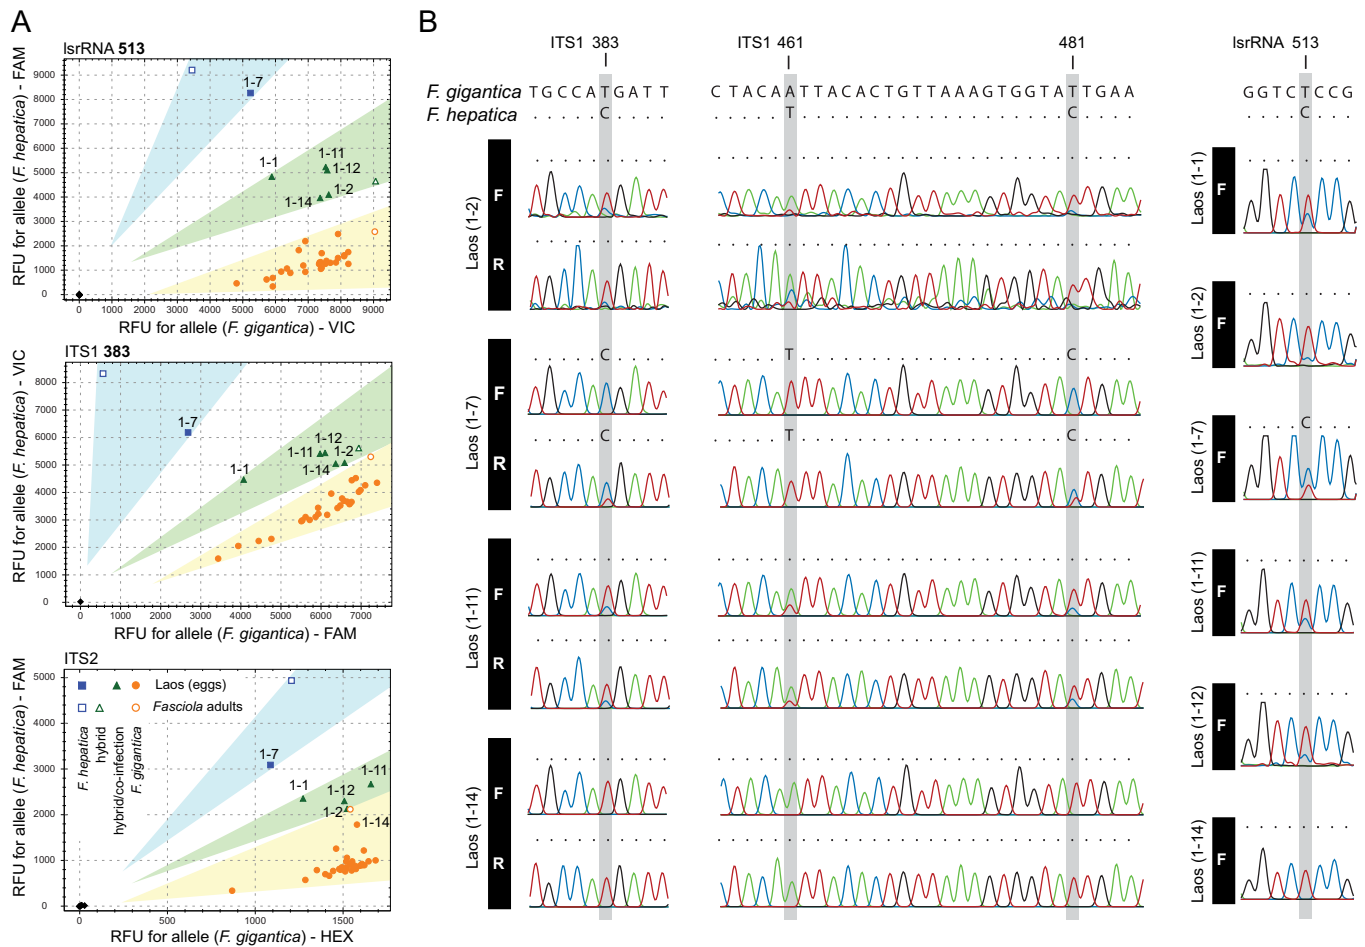 A
lsrRNA 513
RFU for allele (F. hepatica) - FAM
9000
8000
7000
6000
5000
4000
3000
2000
1000
0
1-7
1-11
1-1
1-12
1-2
1-14
0 1000 2000 3000 4000 5000 6000 7000 8000 9000
RFU for allele (F. gigantica) - VIC
ITS1 383
RFU for allele (F. hepatica) - VIC
8000
7000
6000
5000
4000
3000
2000
1000
0
1-7
1-12
1-11
1-2
1-1
1-14
0 1000 2000 3000 4000 5000 6000 7000
RFU for allele (F. gigantica) - FAM
ITS2
RFU for allele (F. hepatica) - FAM
5000
4000
3000
2000
1000
0
Laos (eggs)
Fasciola adults
F. hepatica
hybrid
hybrid/co-infection
F. gigantica
1-7
1-11
1-1
1-12
1-2
1-14
0 500 1000 1500
RFU for allele (F. gigantica) - HEX
B
ITS1 383
ITS1 461
481
lsrRNA 513
F. gigantica
T G C C A T G A T T
C T A C A A T T A C A C T G T T A A A G T G G T A T T G A A
G G T C T C C G
F. hepatica
. . . . . C . . . .
. . . . . T . . . . . . . . . . . . . . . . . . . C . . . .
. . . . C . . .
Laos (1-2)
F
R
Laos (1-7)
F
C
T
C
R
C
T
C
Laos (1-11)
F
R
Laos (1-14)
F
R
Laos (1-1)
F
Laos (1-2)
F
Laos (1-7)
F
C
Laos (1-11)
F
Laos (1-12)
F
Laos (1-14)
F